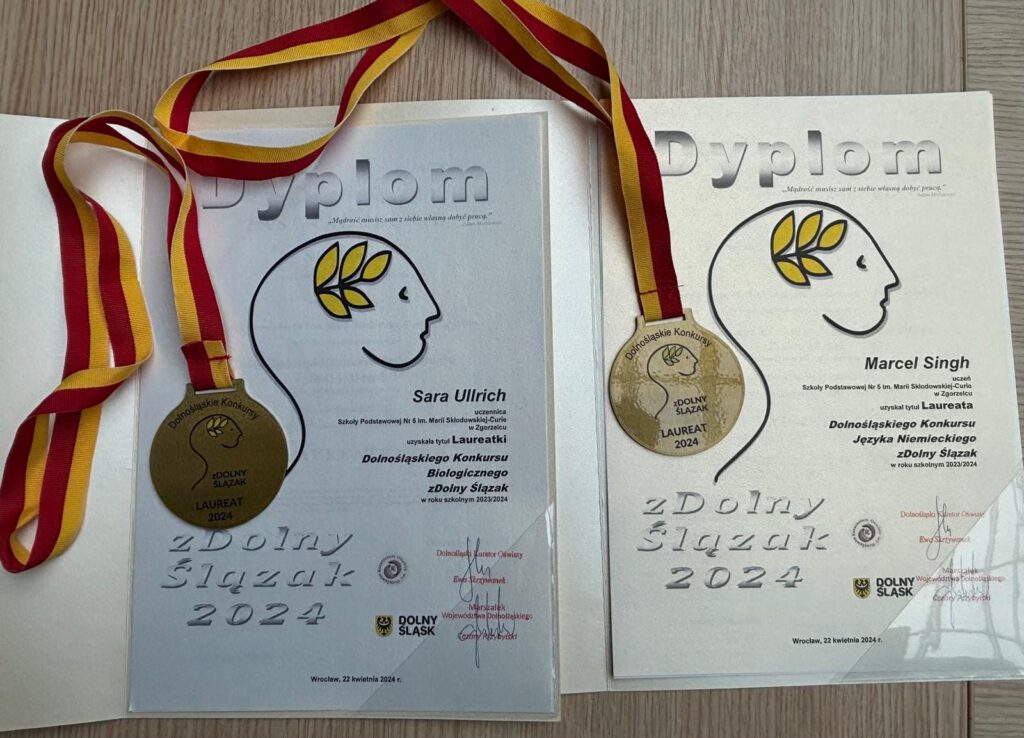 Dyplom
„Mądrość musisz sam z siebie własną dobyć pracą."
Sara Ullrich
uczennica
Szkoły Podstawowej Nr 5 im. Marii Skłodowskiej-Curie
w Zgorzelcu
uzyskała tytuł Laureatki
Dolnośląskiego Konkursu
Biologicznego
zDolny Ślązak
w roku szkolnym 2023/2024
zDolny
Ślązak
2024
Dolnośląski Kurator Oświaty
Ewa Skrzywanek
Marszałek
Województwa Dolnośląskiego
Cezary Przybylski
DOLNY
ŚLĄSK
Wrocław, 22 kwietnia 2024 r.
Dolnośląskie Konkursy
zDOLNY
ŚLĄZAK
LAUREAT
2024
Dyplom
„Mądrość musisz sam z siebie własną dobyć pracą."
Marcel Singh
uczeń
Szkoły Podstawowej Nr 5 im. Marii Skłodowskiej-Curie
w Zgorzelcu
uzyskał tytuł Laureata
Dolnośląskiego Konkursu
Języka Niemieckiego
zDolny Ślązak
w roku szkolnym 2023/2024
zDolny
Ślązak
2024
Dolnośląski Kurator Oświaty
Ewa Skrzywanek
Marszałek
Województwa Dolnośląskiego
Cezary Przybylski
DOLNY
ŚLĄSK
Wrocław, 22 kwietnia 2024 r.
Dolnośląskie Konkursy
zDOLNY
ŚLĄZAK
LAUREAT
2024